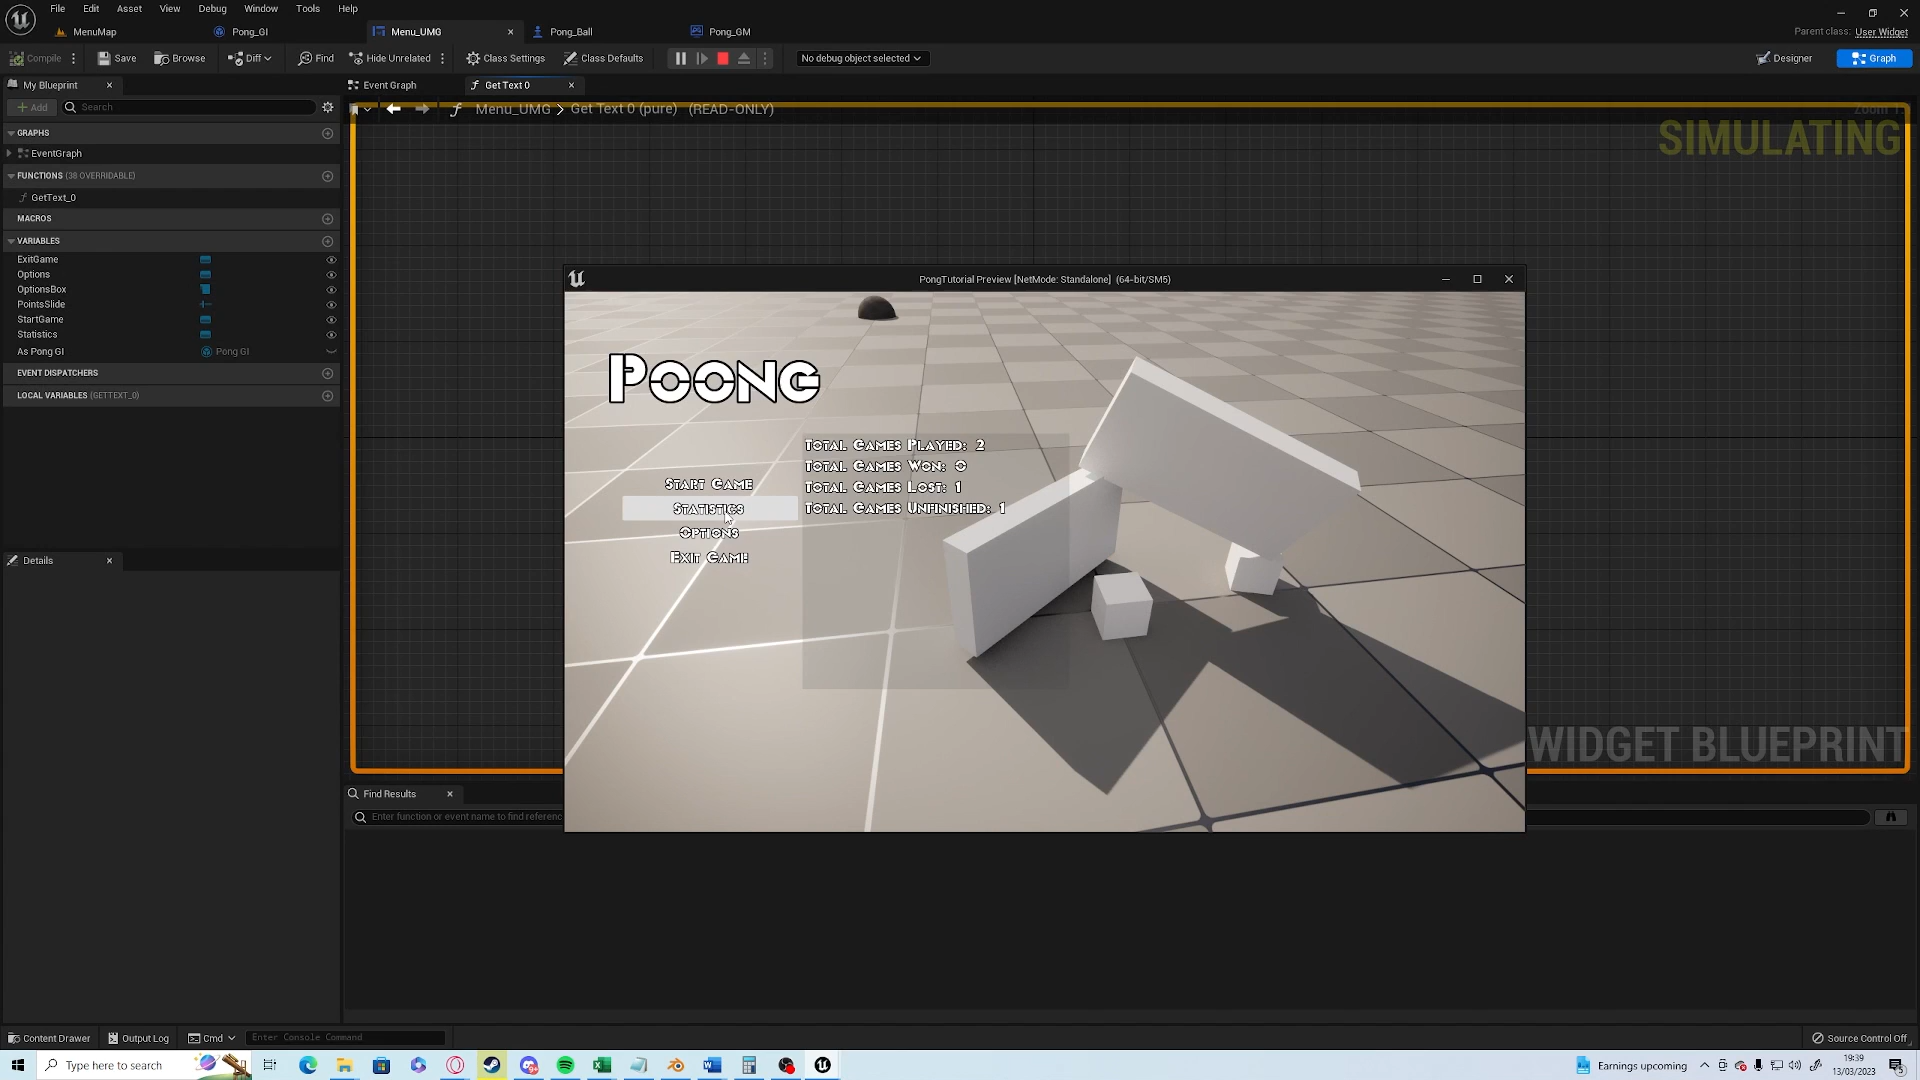 File Edit Asset View Debug Window Tools Help
MenuMap Pong_GI Menu_UMG Pong_Ball Pong_GM
Parent class: User Widget
Compile Save Browse Diff Find Hide Unrelated Class Settings Class Defaults No debug object selected Designer Graph
My Blueprint
Event Graph Get Text 0
Add Search
Menu_UMG > Get Text 0 (pure) (READ-ONLY)
SIMULATING
GRAPHS
EventGraph
FUNCTIONS (38 OVERRIDABLE)
GetText_0
MACROS
VARIABLES
ExitGame
Options
OptionsBox
PointsSlide
StartGame
Statistics
As Pong GI Pong GI
EVENT DISPATCHERS
LOCAL VARIABLES (GETTEXT_0)
Details
PongTutorial Preview [NetMode: Standalone] (64-bit/SM5)
Poong
Start Game
Statistics
Options
Exit Game
Total Games Played: 2
Total Games Won: 0
Total Games Lost: 1
Total Games Unfinished: 1
WIDGET BLUEPRINT
Find Results
Enter function or event name to find referenc
Content Drawer Output Log Cmd Enter Console Command
Source Control Off
Type here to search
Earnings upcoming
19:39
13/03/2023